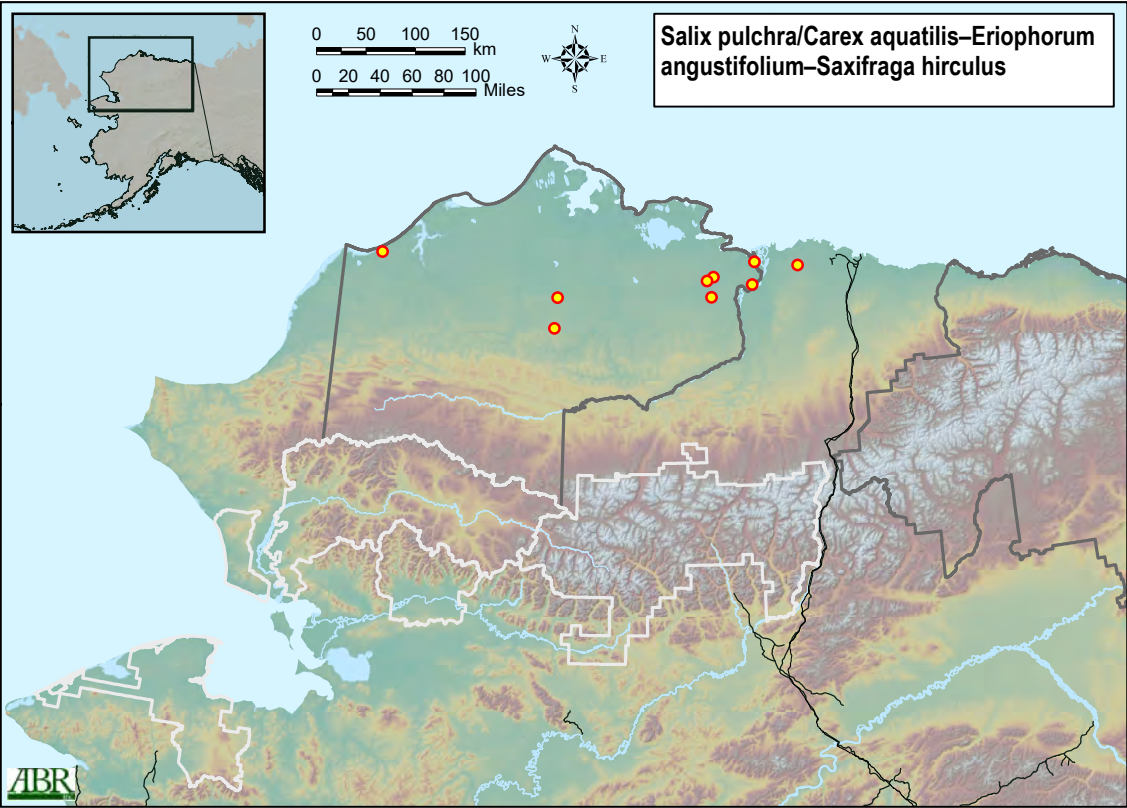 0 50 100 150
km
0 20 40 60 80 100
Miles
N
W E
S
Salix pulchra/Carex aquatilis–Eriophorum
angustifolium–Saxifraga hirculus
ABR